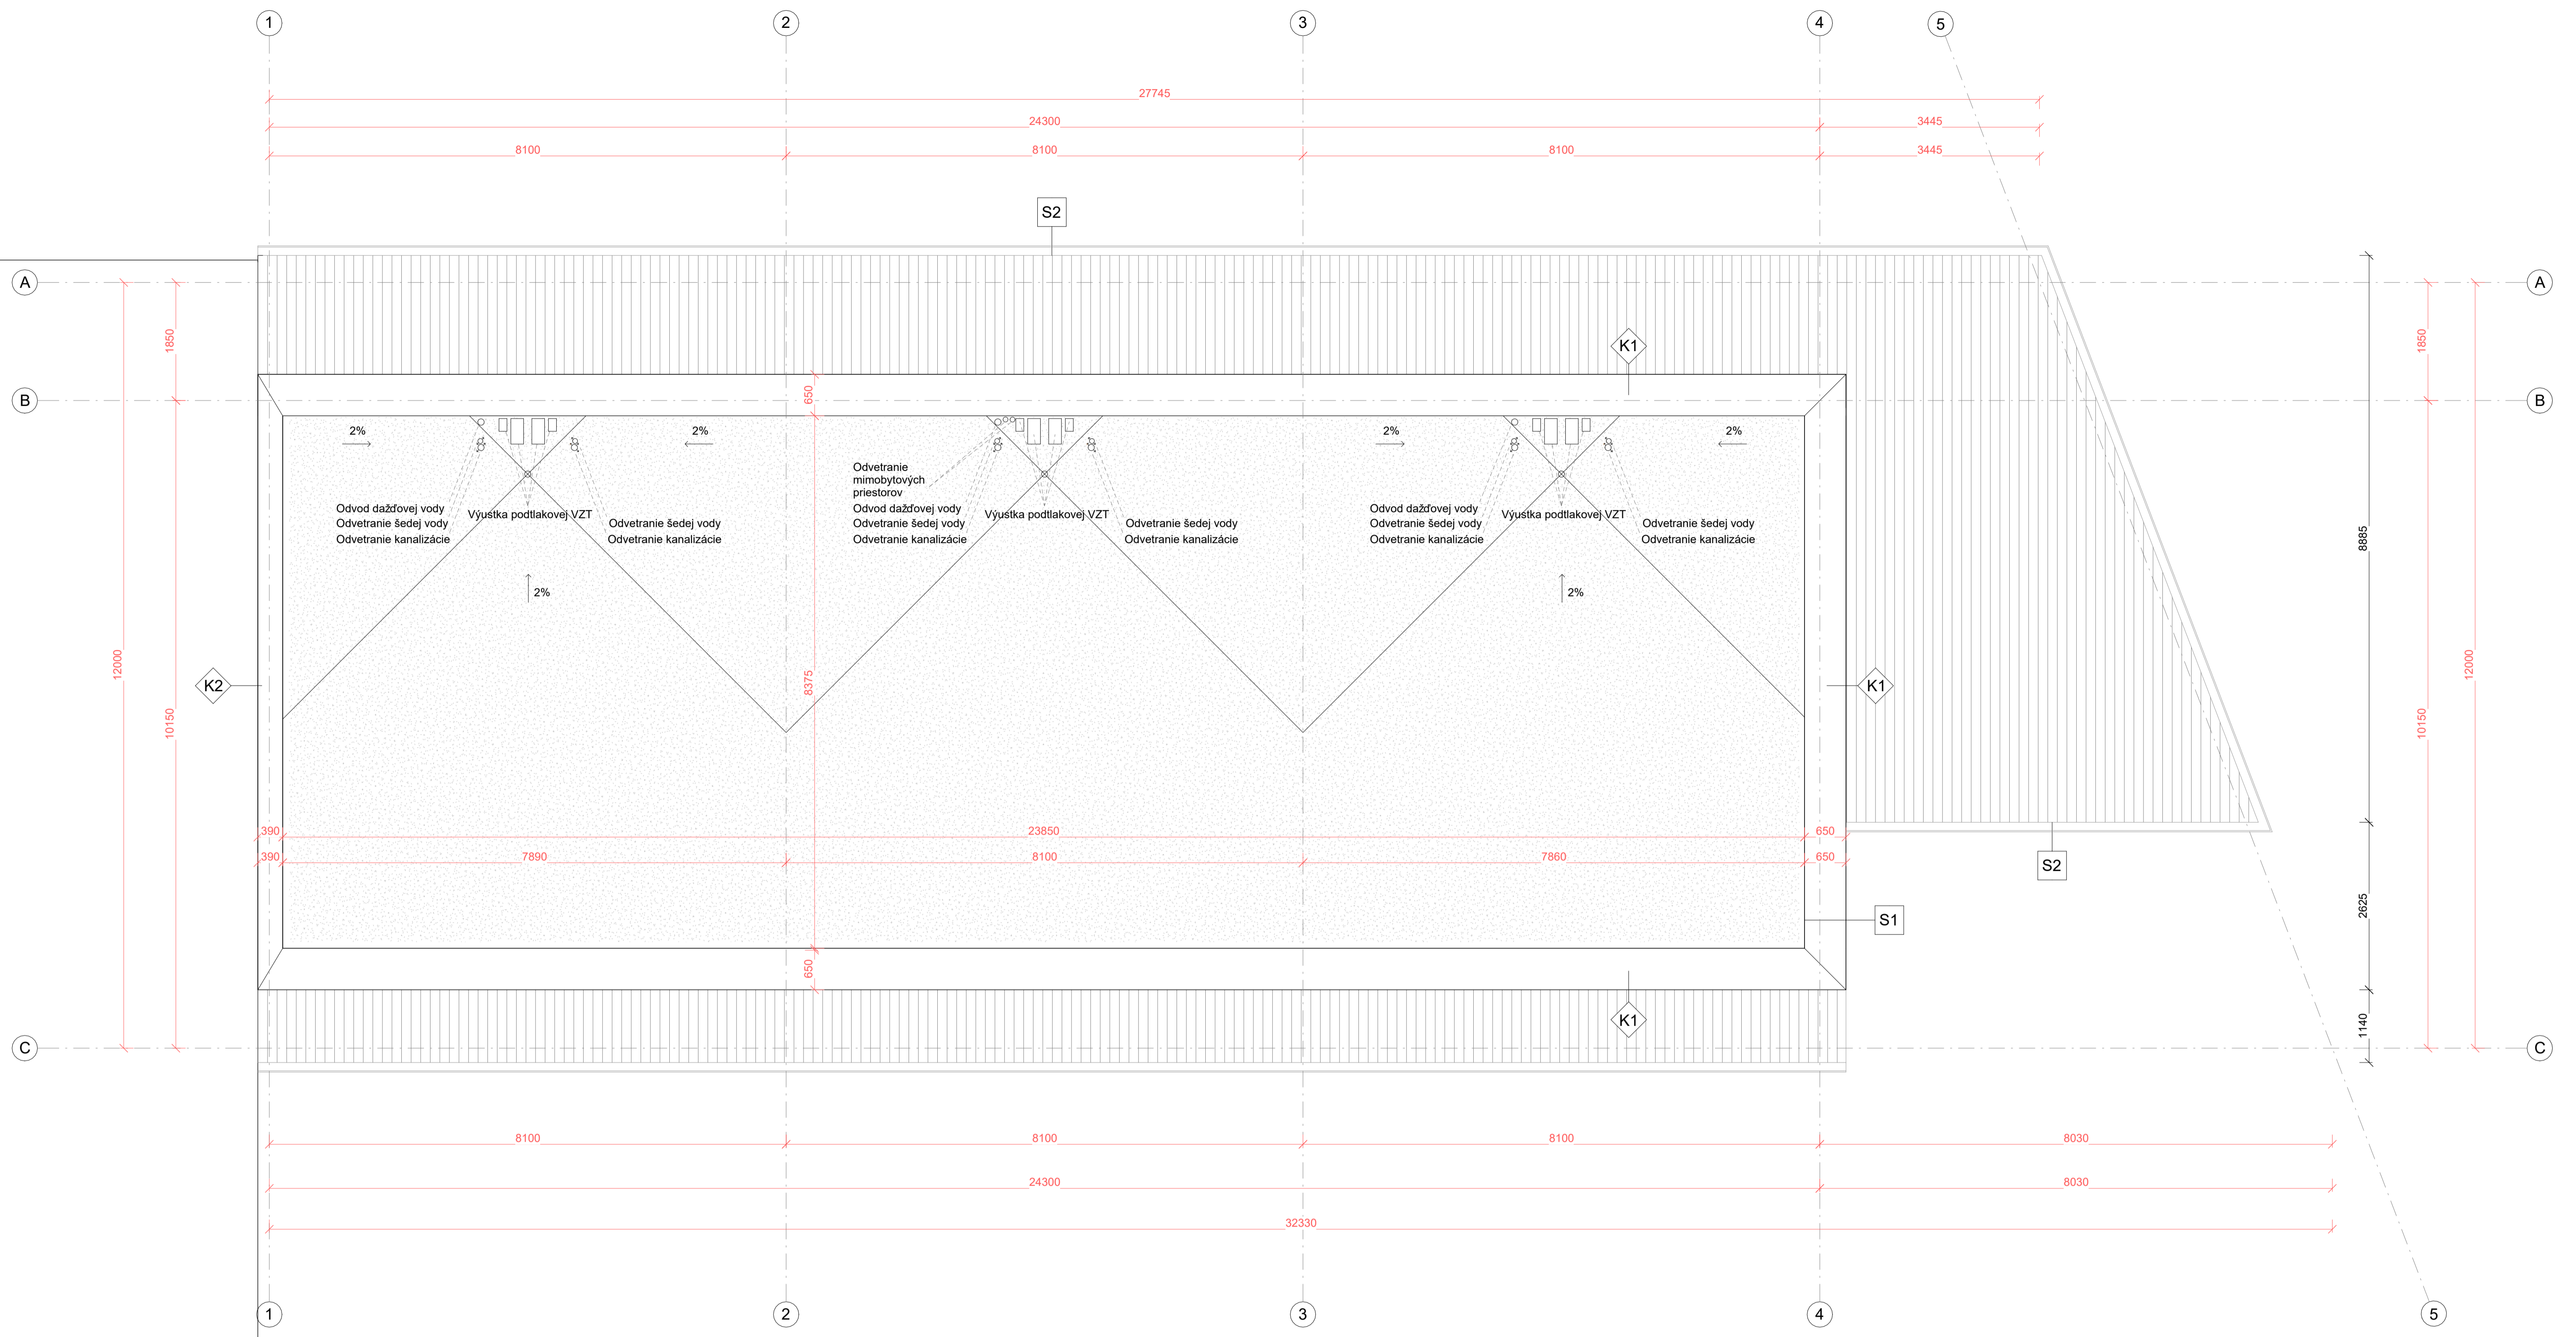 1 2 3 4 5
27745
24300 3445
8100 8100 8100 3445
S2
A A
1850 1850
K1
650
B B
2% 2% 2% 2%
Odvetranie
mimobytových
priestorov
Odvod dažďovej vody Odvod dažďovej vody Odvod dažďovej vody
Výustka podtlakovej VZT Výustka podtlakovej VZT Výustka podtlakovej VZT
Odvetranie šedej vody Odvetranie šedej vody Odvetranie šedej vody Odvetranie šedej vody Odvetranie šedej vody Odvetranie šedej vody
Odvetranie kanalizácie Odvetranie kanalizácie Odvetranie kanalizácie Odvetranie kanalizácie Odvetranie kanalizácie Odvetranie kanalizácie
8885
2% 2%
12000 12000
K2 8375 K1
10150 10150
390 23850 650
390 7890 8100 7860 650
S2
2625
S1
650
K1
1140
C C
8100 8100 8100 8030
24300 8030
32330
1 2 3 4 5